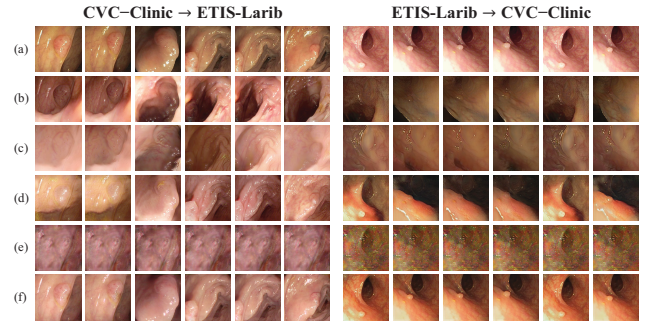 CVC−Clinic → ETIS-Larib
ETIS-Larib → CVC−Clinic
(a)
(b)
(c)
(d)
(e)
(f)